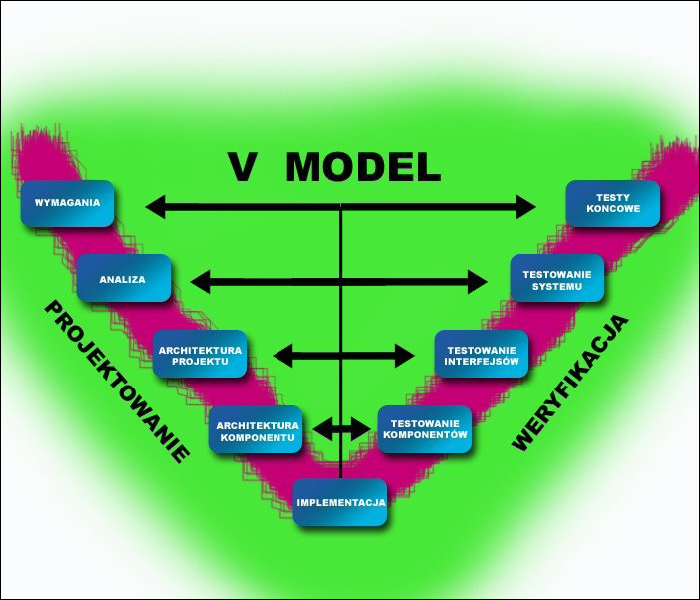 V MODEL
WYMAGANIA
TESTY
KONCOWE
ANALIZA
TESTOWANIE
SYSTEMU
ARCHITEKTURA
PROJEKTU
TESTOWANIE
INTERFEJSÓW
ARCHITEKTURA
KOMPONENTU
TESTOWANIE
KOMPONENTÓW
IMPLEMENTACJA
PROJEKTOWANIE
WERYFIKACJA